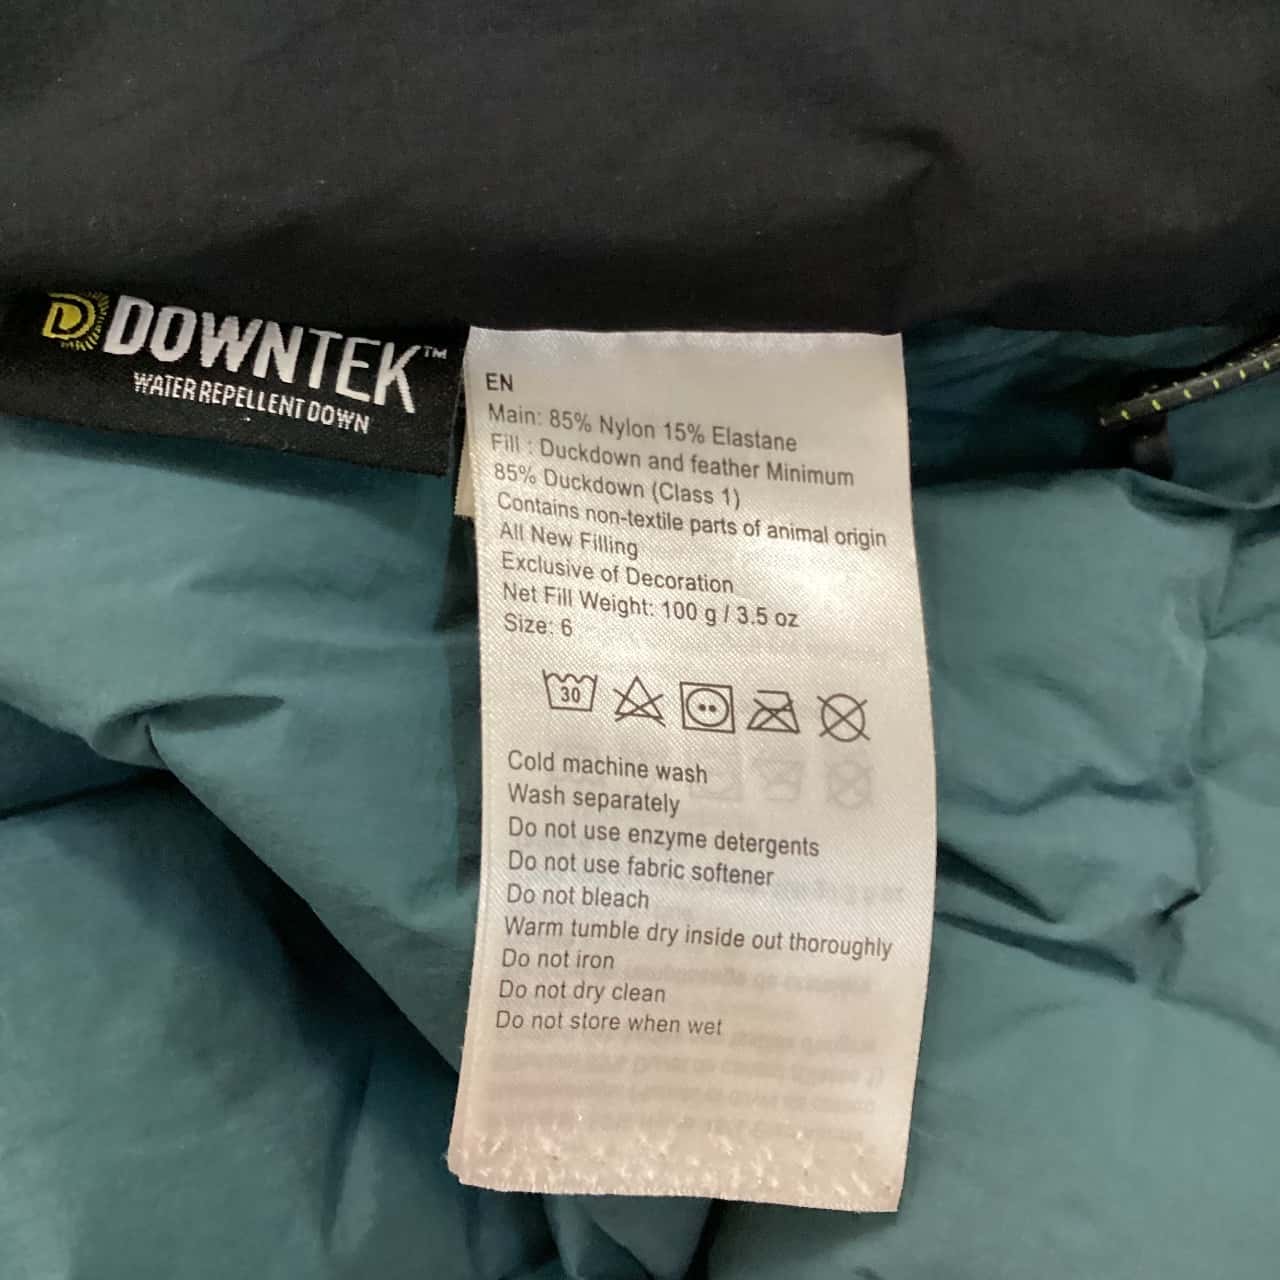 DOWNTEK™
WATER REPELLENT DOWN
EN
Main: 85% Nylon 15% Elastane
Fill : Duckdown and feather Minimum
85% Duckdown (Class 1)
Contains non-textile parts of animal origin
All New Filling
Exclusive of Decoration
Net Fill Weight: 100 g / 3.5 oz
Size: 6
30
Cold machine wash
Wash separately
Do not use enzyme detergents
Do not use fabric softener
Do not bleach
Warm tumble dry inside out thoroughly
Do not iron
Do not dry clean
Do not store when wet